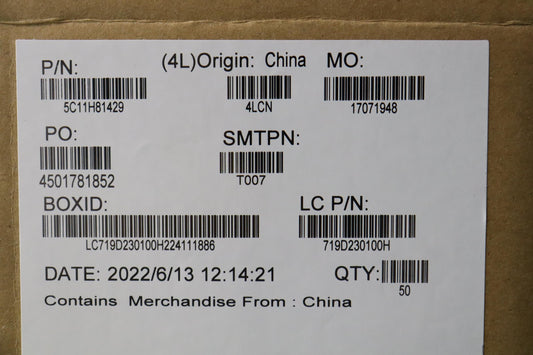 P/N: (4L)Origin: China MO:
5C11H81429 4LCN 17071948
PO: SMTPN:
4501781852 T007
BOXID: LC P/N:
LC719D230100H224111886 719D230100H
DATE: 2022/6/13 12:14:21 QTY:
50
Contains Merchandise From : China